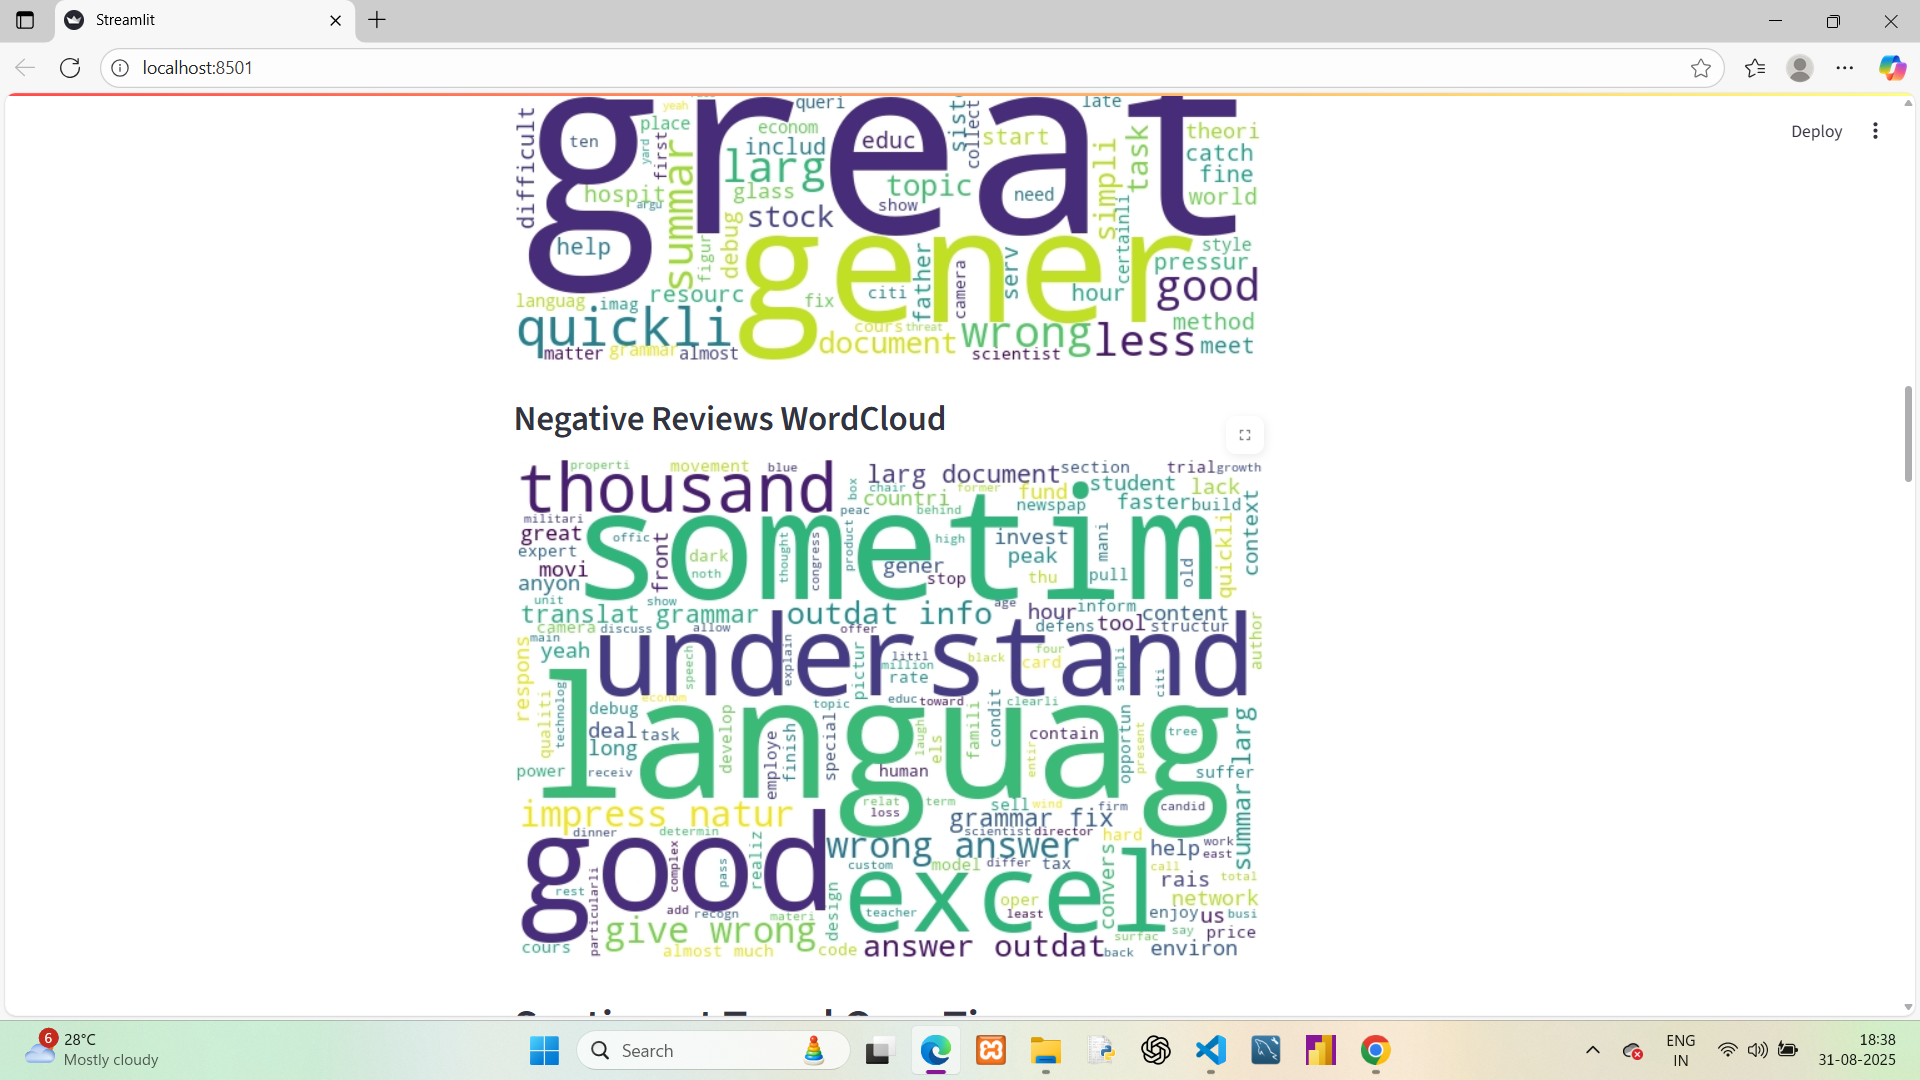 Streamlit
localhost:8501
Deploy
great
gener
yeah
queri
late
place
econom
sist
collect
start
theori
ten
yard
first
includ
educ
simpli
task
catch
difficult
summar
larg
topic
fine
hospit
glass
need
world
argu
show
stock
certainli
help
figur
debug
father
camera
serv
style
pressur
languag
imag
resourc
fix
citi
hour
good
quickli
cours
threat
wrong
less
method
matter
grammar
almost
document
scientist
meet
Negative Reviews WordCloud
properti
movement
blue
larg document
section
trial
growth
thousand
box
chair
former
fund
student
lack
countri
newspap
faster
build
militari
peac
behind
great
sometim
context
expert
offic
thought
congress
product
high
invest
mani
quickli
movi
front
dark
gener
peak
old
anyon
noth
stop
thu
pull
unit
show
age
translat grammar
outdat info
hour
inform
content
camera
discuss
allow
offer
defens
tool
structur
main
yeah
understand
author
respons
speech
explain
pictur
littl
million
black
four
card
simpli
citi
rate
econom
educ
toward
clearli
qualiti
technolog
debug
topic
condit
languag
deal
task
develop
employe
finish
special
laugh
els
famili
contain
entir
opportun
present
tree
larg
long
power
receiv
human
suffer
impress natur
relat
term
loss
sell
wind
firm
candid
summar
dinner
determin
grammar fix
scientist
director
hard
good
complex
pass
realiz
wrong answer
help
work
east
custom
model
differ
tax
convers
call
rais
total
rest
excel
network
particularli
add
recogn
materi
design
teacher
oper
least
enjoy
us
busi
give wrong
surfac
say
price
cours
almost much
code
answer outdat
back
environ
6
28°C
Mostly cloudy
Search
ENG
IN
18:38
31-08-2025